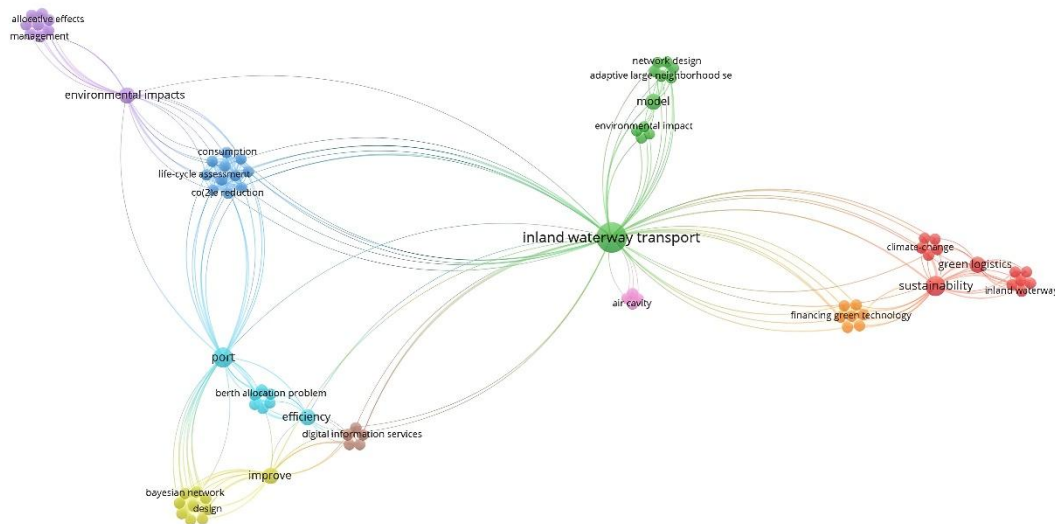 allocative effects
management
environmental impacts
network design
adaptive large neighborhood se
model
environmental impact
consumption
life-cycle assessment
co(2)e reduction
inland waterway transport
climate-change
green logistics
sustainability
inland waterway
air cavity
financing green technology
port
berth allocation problem
efficiency
digital information services
improve
bayesian network
design